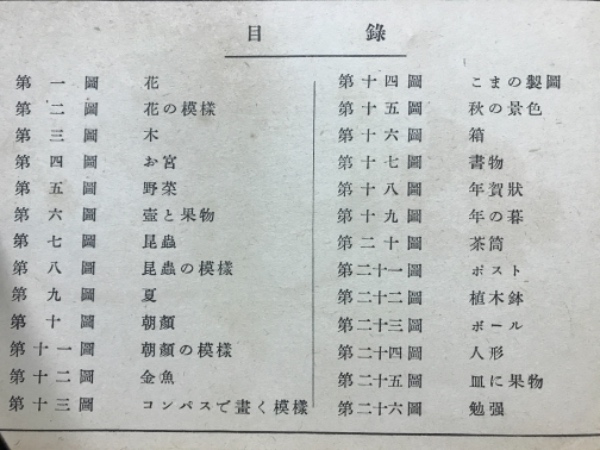 目錄
第一圖 花
第二圖 花の模樣
第三圖 木
第四圖 お宮
第五圖 野菜
第六圖 壺と果物
第七圖 昆蟲
第八圖 昆蟲の模樣
第九圖 夏
第十圖 朝顏
第十一圖 朝顏の模樣
第十二圖 金魚
第十三圖 コンパスで畫く模樣
第十四圖 こまの製圖
第十五圖 秋の景色
第十六圖 箱
第十七圖 書物
第十八圖 年賀狀
第十九圖 年の暮
第二十圖 茶筒
第二十一圖 ポスト
第二十二圖 植木鉢
第二十三圖 ボール
第二十四圖 人形
第二十五圖 皿に果物
第二十六圖 勉强